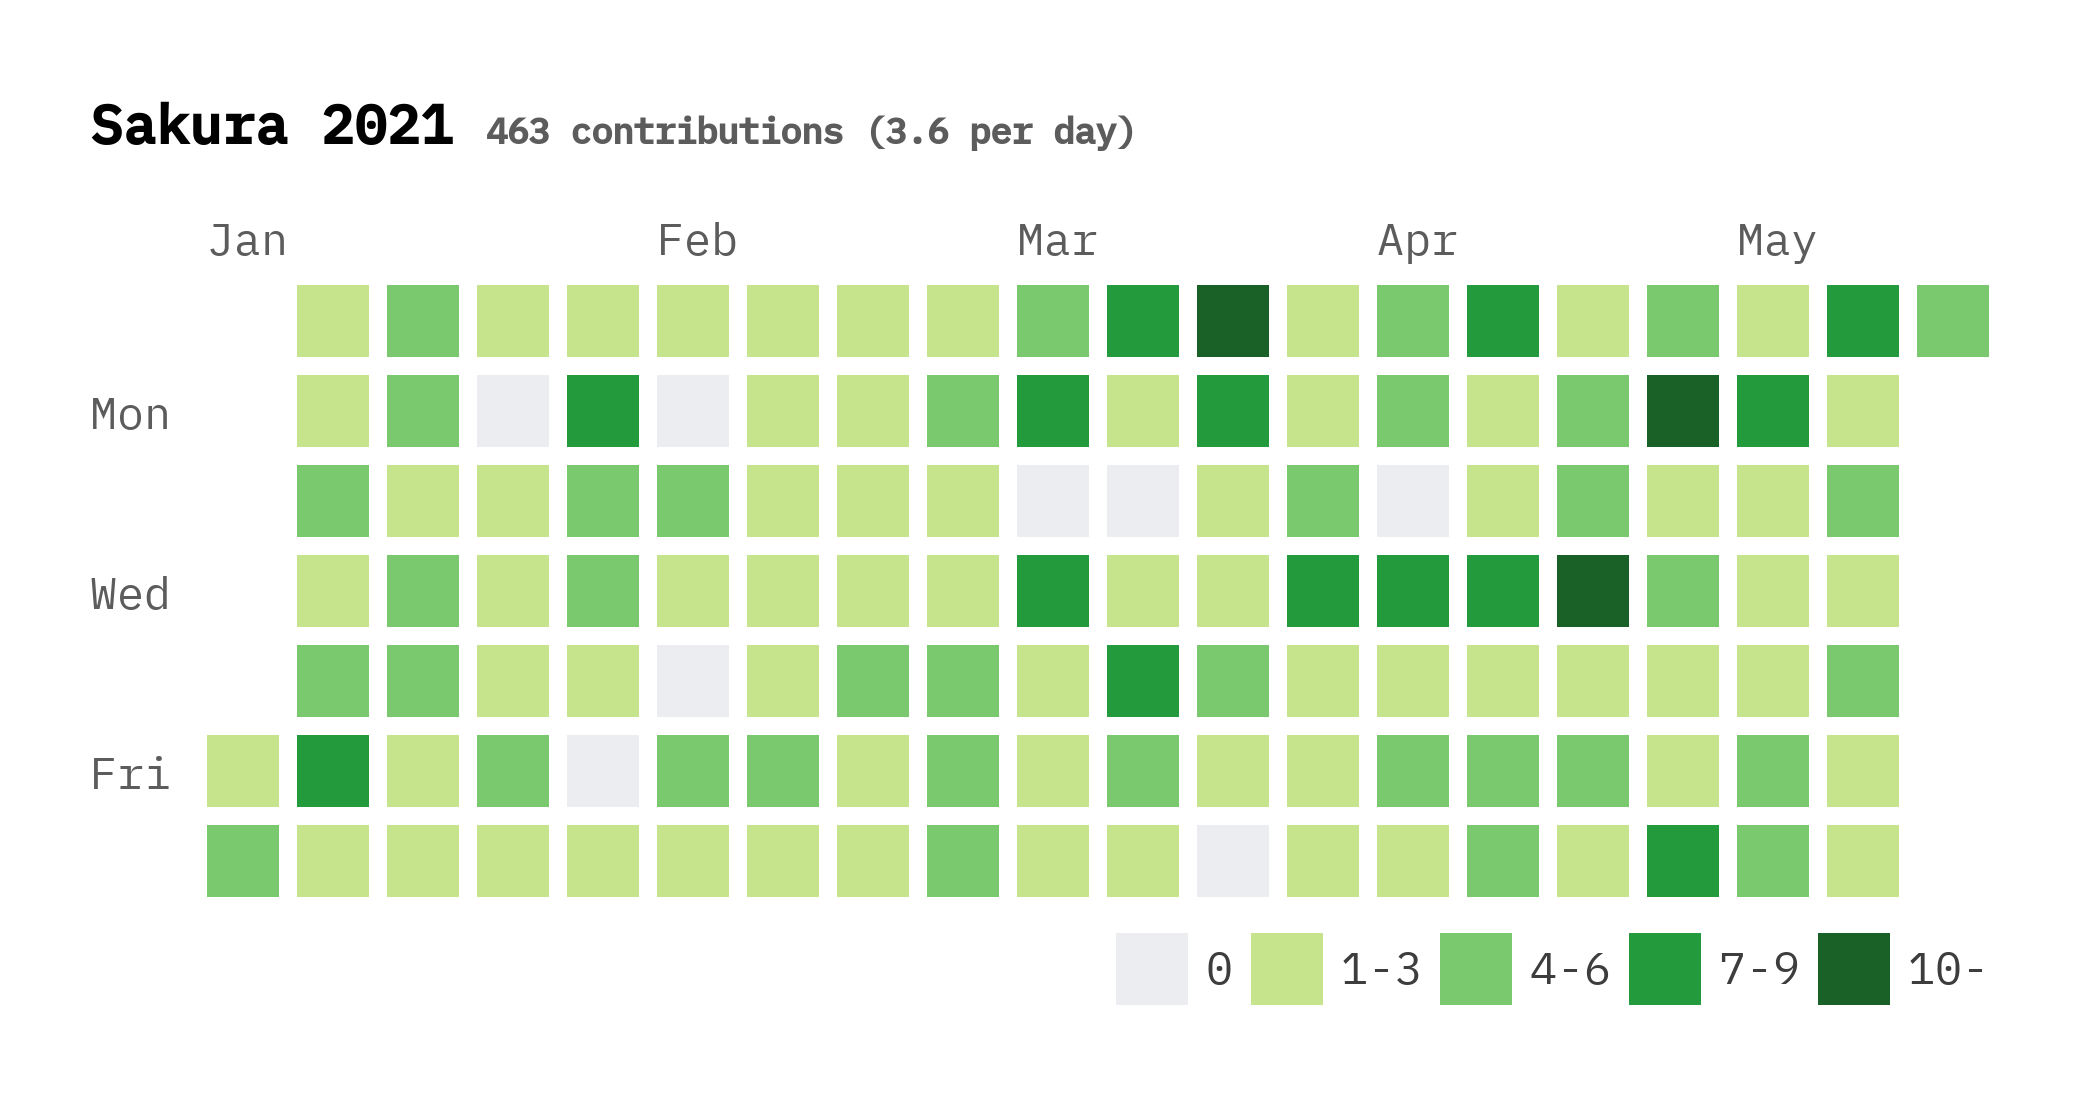 Sakura 2021 463 contributions (3.6 per day)
Jan Feb Mar Apr May
Mon
Wed
Fri
0 1-3 4-6 7-9 10-